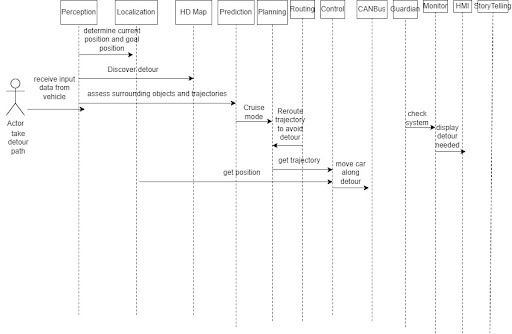 Perception
Localization
HD Map
Prediction
Planning
Routing
Control
CANBus
Guardian
Monitor
HMI
StoryTelling
determine current
position and goal
position
Discover detour
receive input
data from
vehicle
assess surrounding objects and trajectories
Actor
take
detour
path
Cruise
mode
Reroute
trajectory
to avoid
detour
check
system
display
detour
needed
get trajectory
move car
along
detour
get position